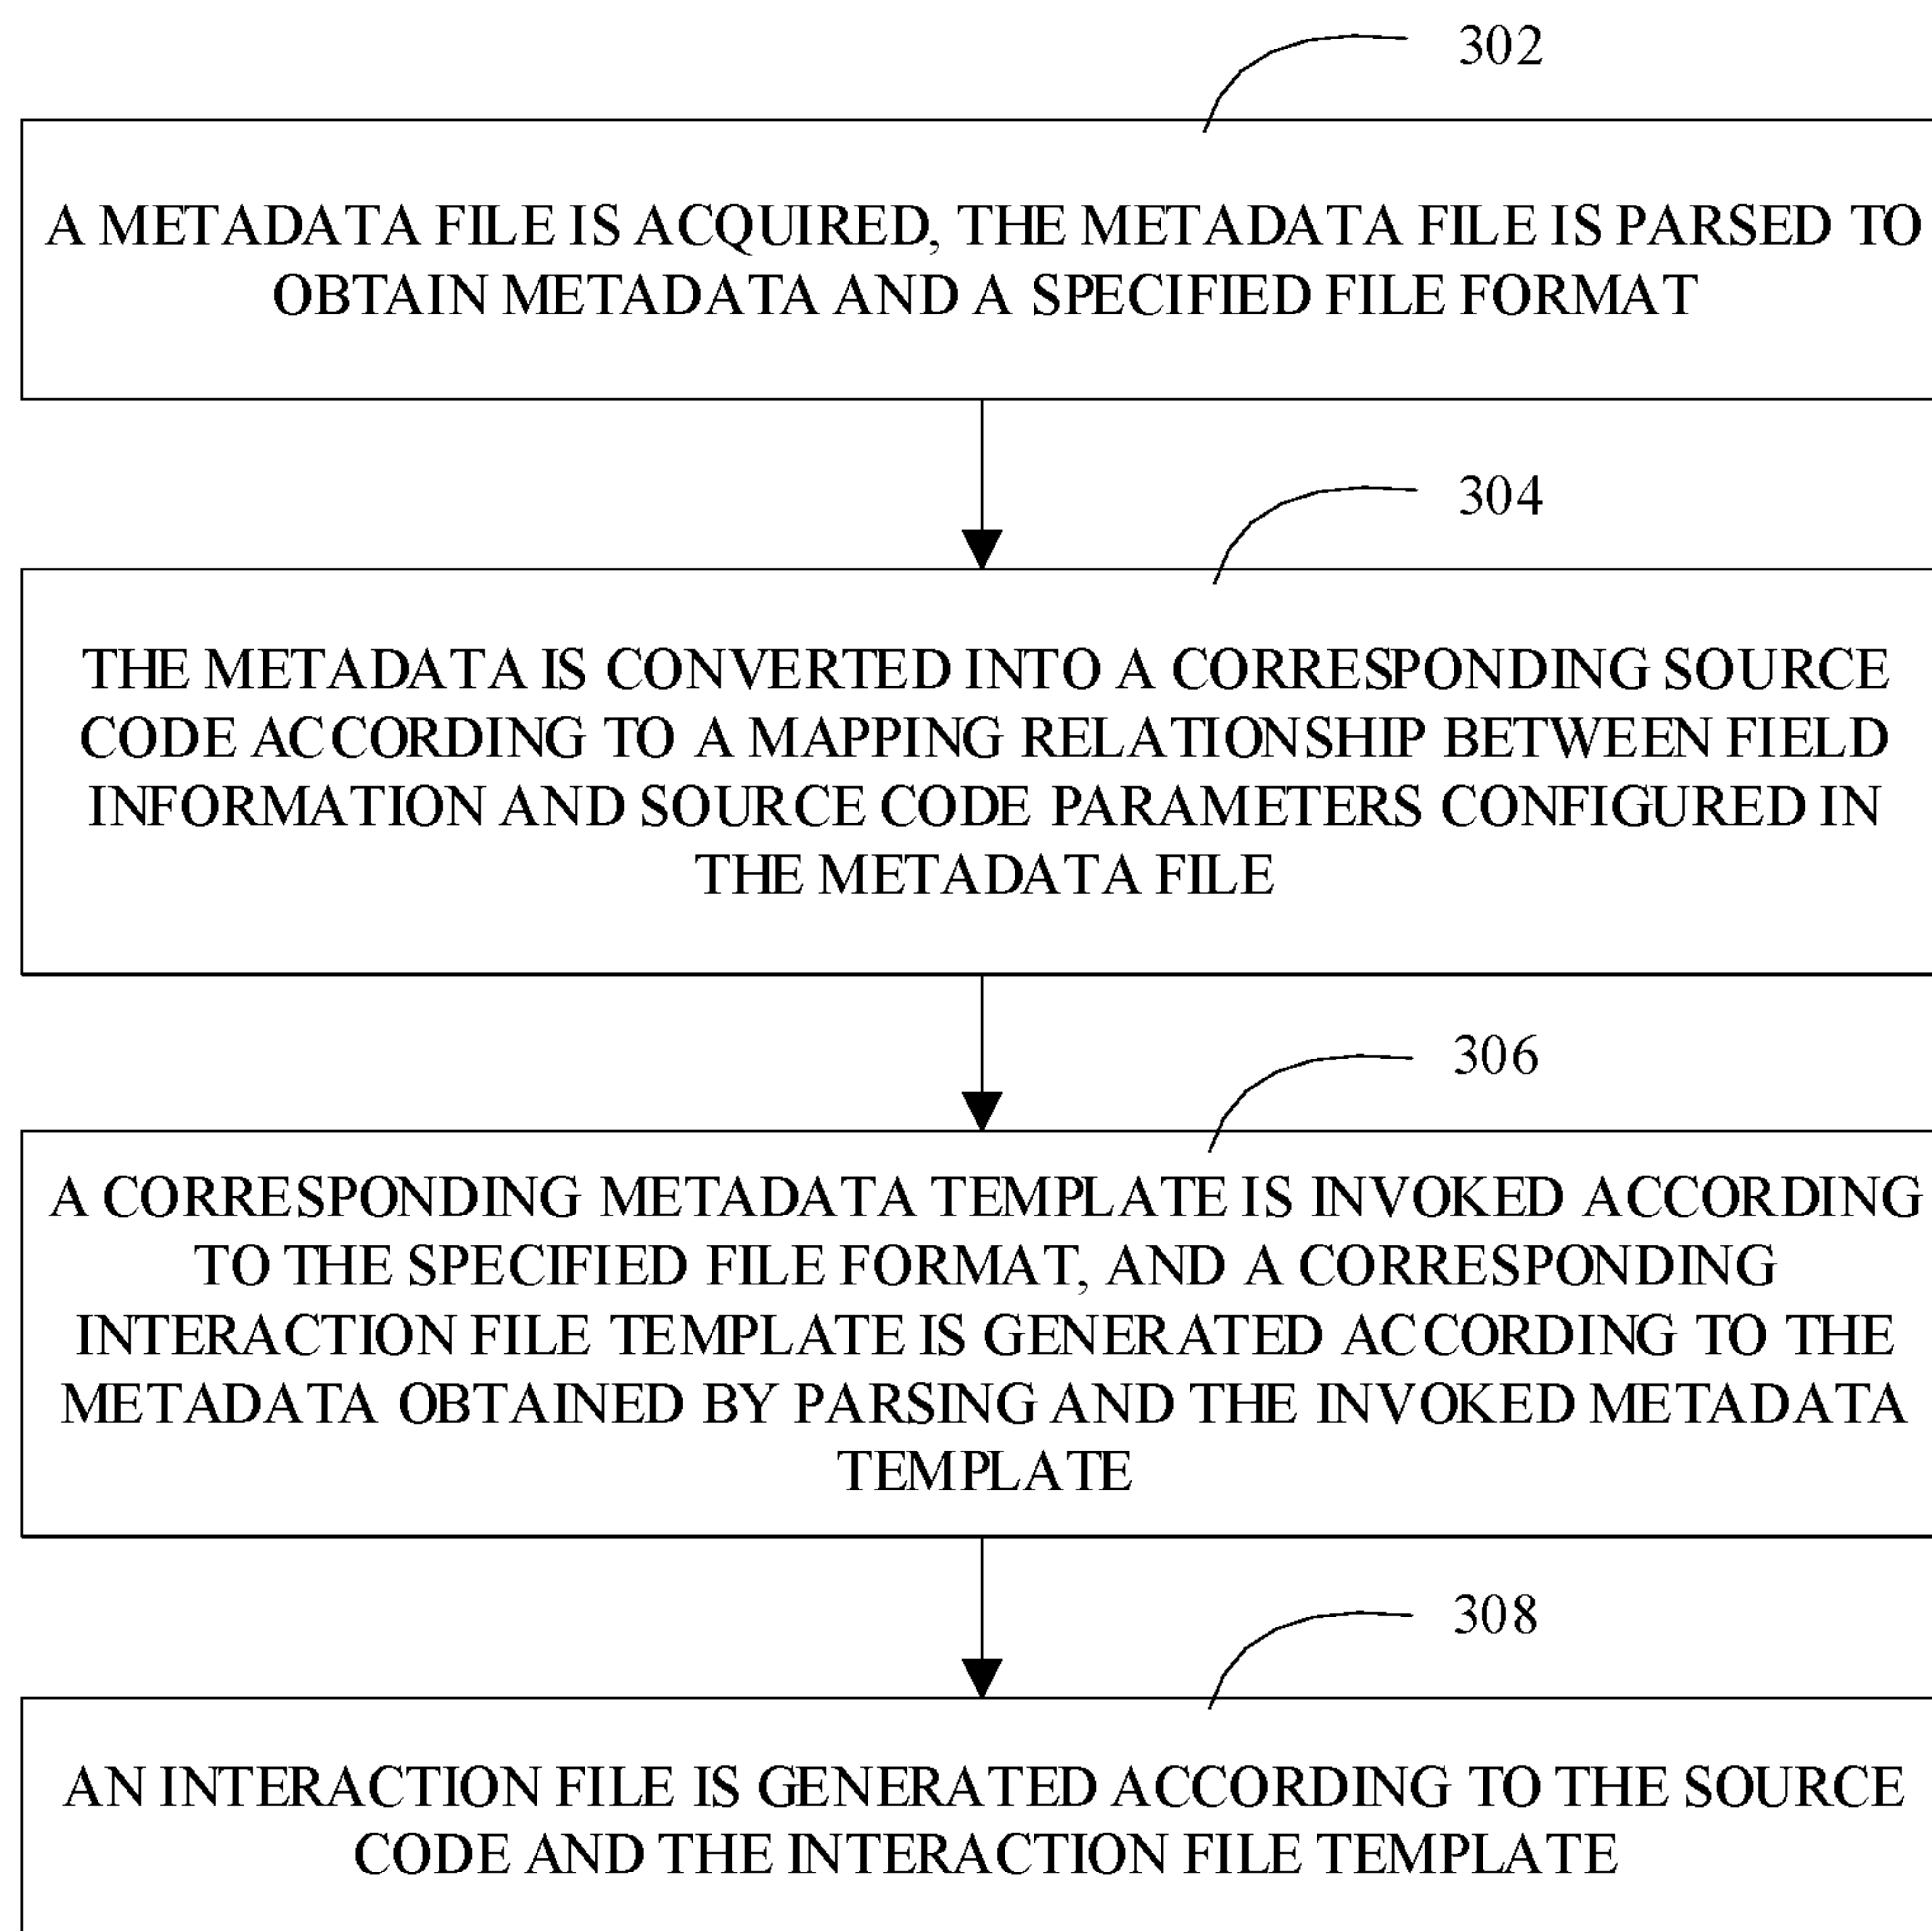 302
A METADATA FILE IS ACQUIRED, THE METADATA FILE IS PARSED TO
OBTAIN METADATA AND A SPECIFIED FILE FORMAT
304
THE METADATA IS CONVERTED INTO A CORRESPONDING SOURCE
CODE ACCORDING TO A MAPPING RELATIONSHIP BETWEEN FIELD
INFORMATION AND SOURCE CODE PARAMETERS CONFIGURED IN
THE METADATA FILE
306
A CORRESPONDING METADATA TEMPLATE IS INVOKED ACCORDING
TO THE SPECIFIED FILE FORMAT, AND A CORRESPONDING
INTERACTION FILE TEMPLATE IS GENERATED ACCORDING TO THE
METADATA OBTAINED BY PARSING AND THE INVOKED METADATA
TEMPLATE
308
AN INTERACTION FILE IS GENERATED ACCORDING TO THE SOURCE
CODE AND THE INTERACTION FILE TEMPLATE